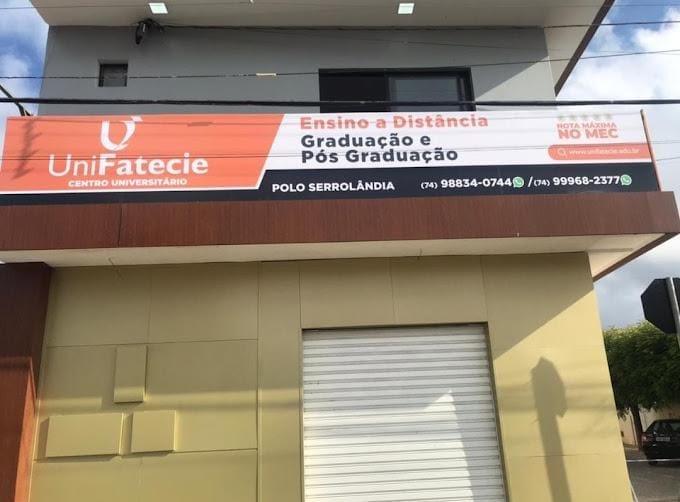 UniFatecie
CENTRO UNIVERSITÁRIO
Ensino a Distância
Graduação e
Pós Graduação
POLO SERROLÂNDIA (74) 98834-0744 / (74) 99968-2377
NOTA MÁXIMA
NO MEC
www.unifatecie.edu.br